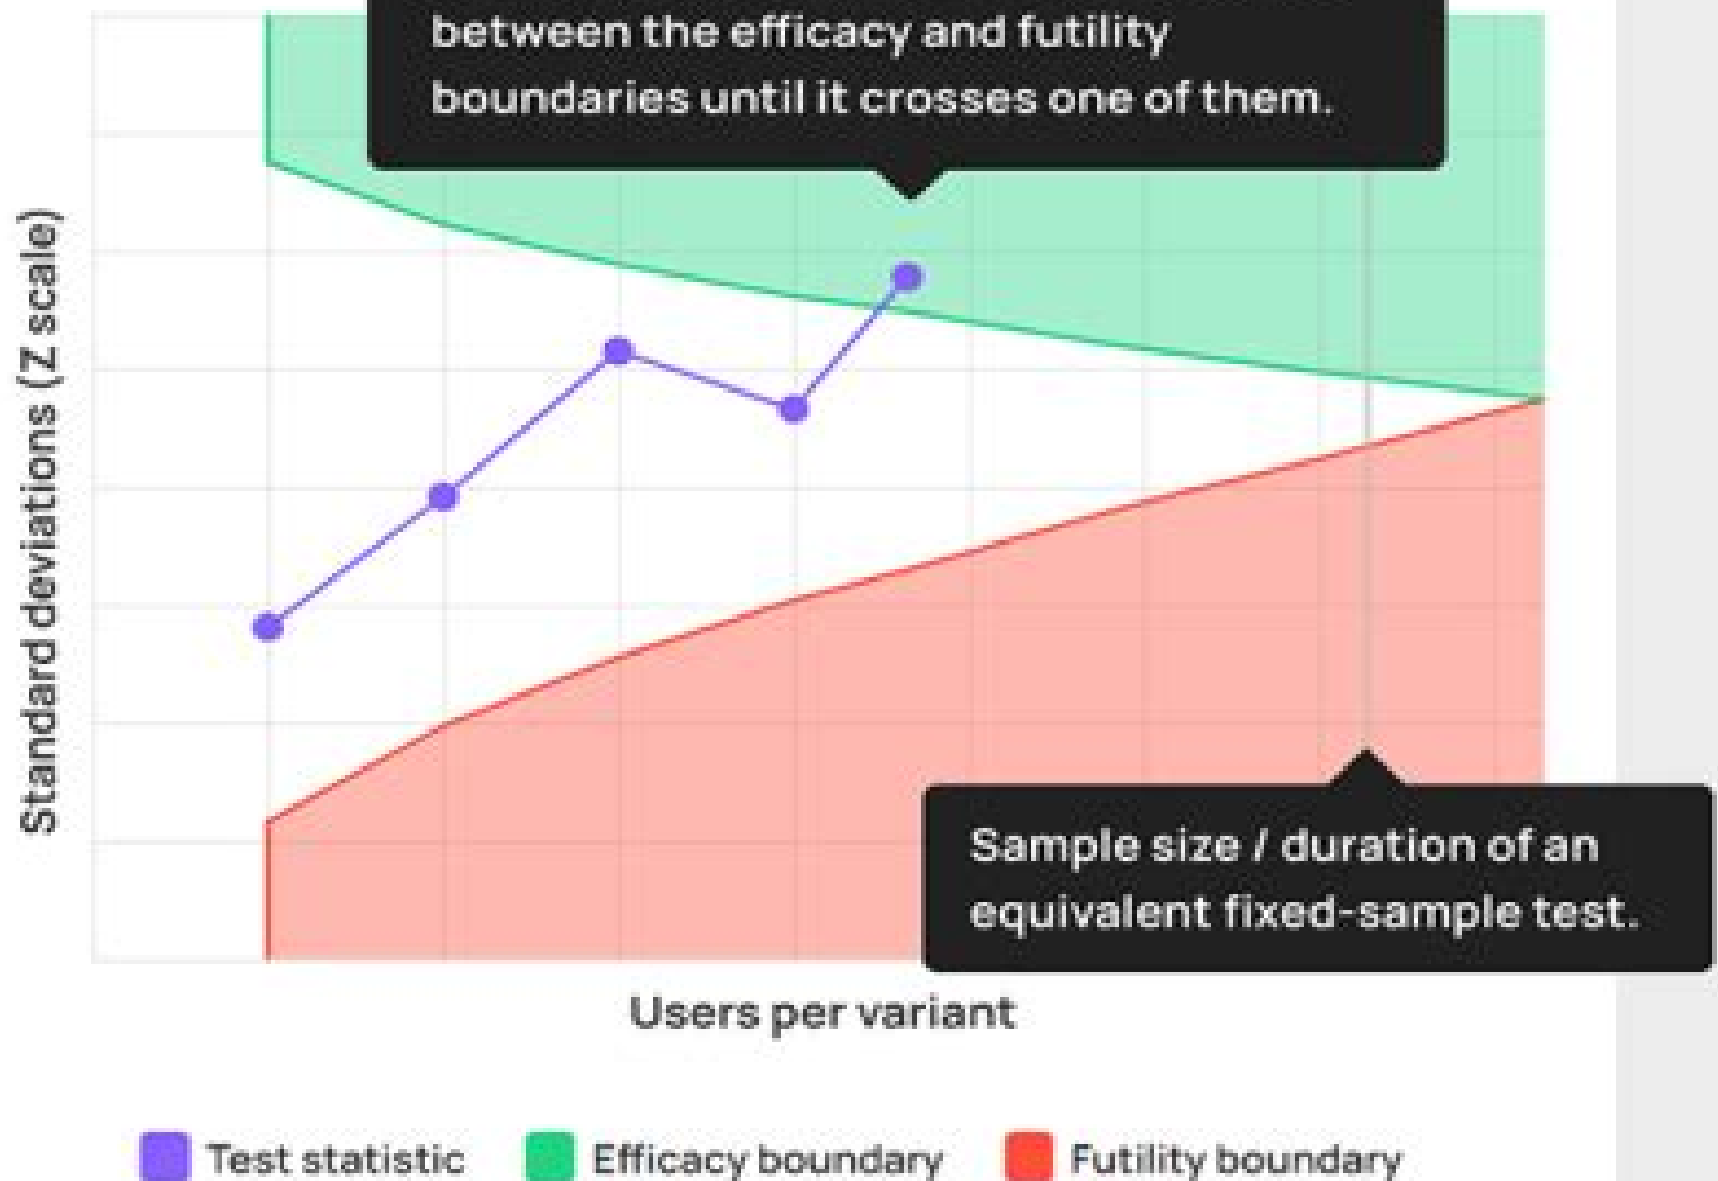 between the efficacy and futility
boundaries until it crosses one of them.
Standard deviations (Z scale)
Sample size / duration of an
equivalent fixed-sample test.
Users per variant
Test statistic
Efficacy boundary
Futility boundary